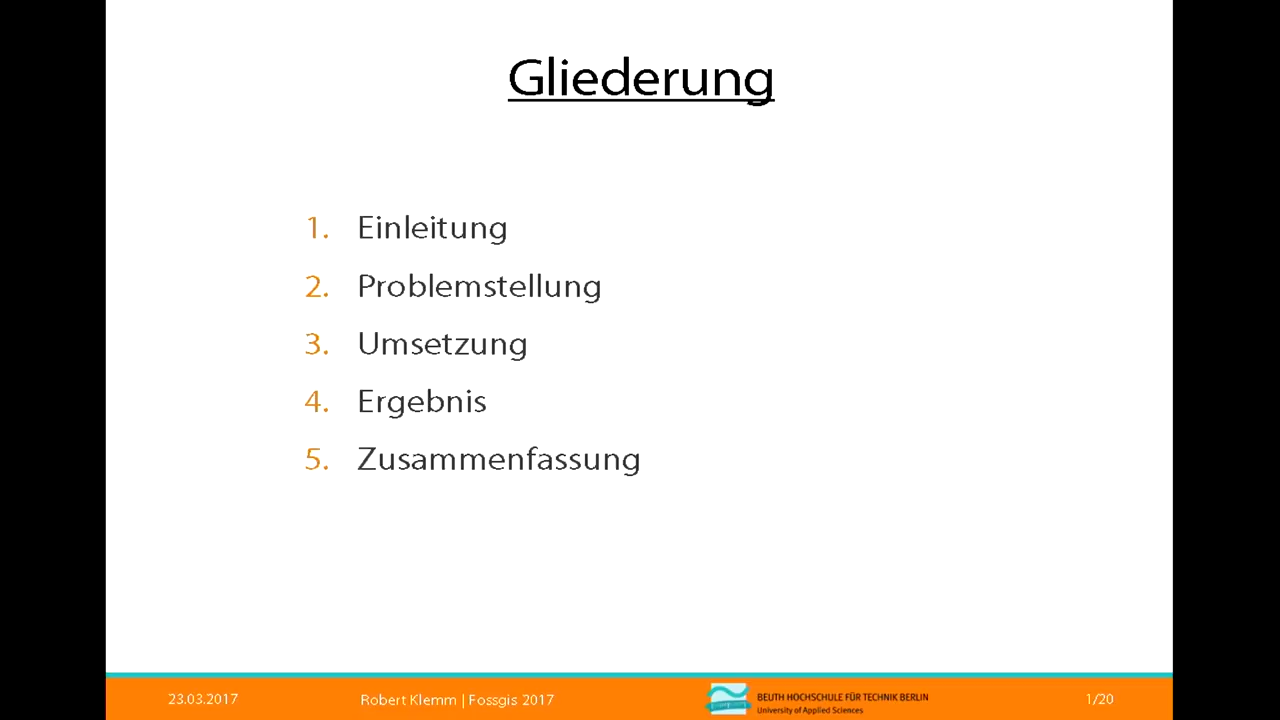 Gliederung
1. Einleitung
2. Problemstellung
3. Umsetzung
4. Ergebnis
5. Zusammenfassung
23.03.2017
Robert Klemm | Fossgis 2017
BEUTH HOCHSCHULE FÜR TECHNIK BERLIN
University of Applied Sciences
1/20